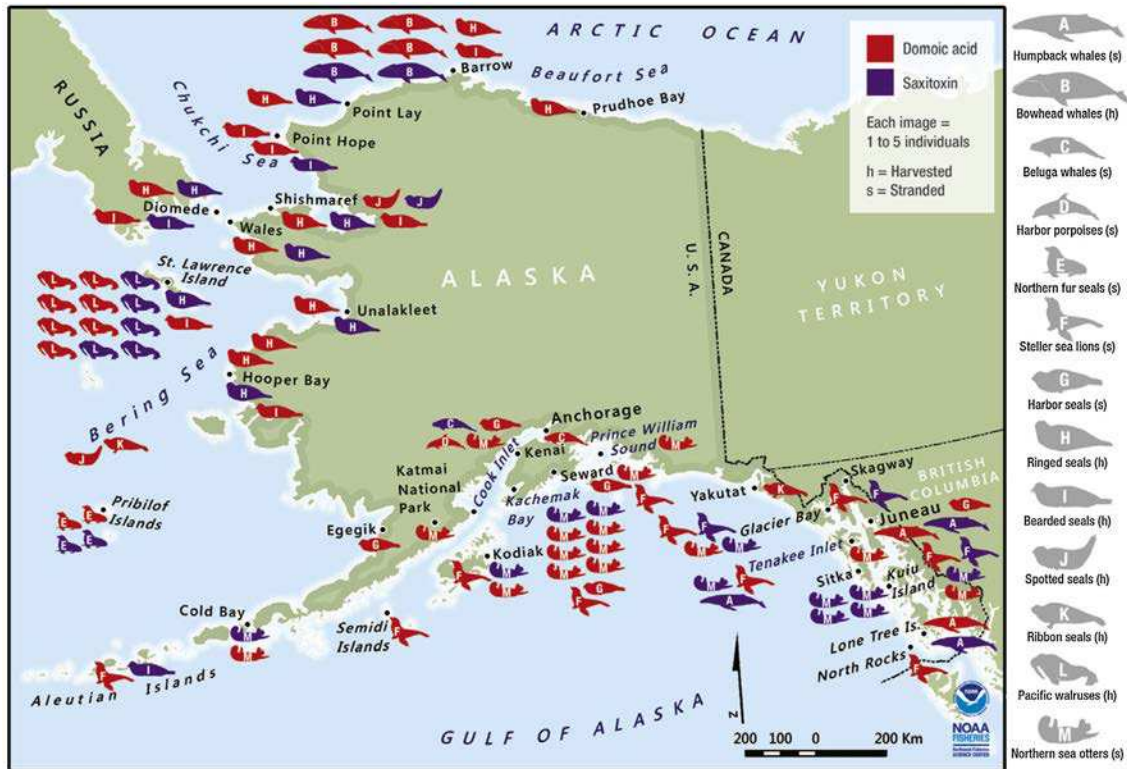 ARCTIC OCEAN
Beaufort Sea
Barrow
Prudhoe Bay
RUSSIA
Chukchi Sea
Point Lay
Point Hope
Shishmaref
Diomede
Wales
St. Lawrence
Island
ALASKA
U.S.A.
CANADA
YUKON
TERRITORY
Unalakleet
Bering Sea
Hooper Bay
Anchorage
Kenai
Prince William
Sound
Cook Inlet
Seward
Katmai
National
Park
Kachemak
Bay
Yakutat
Skagway
BRITISH
COLUMBIA
Glacier Bay
Juneau
Pribilof
Islands
Egegik
Kodiak
Tenakee Inlet
Sitka
Kuiu
Island
Cold Bay
Semidi
Islands
Lone Tree Is.
North Rocks
Aleutian Islands
GULF OF ALASKA
N
200 100 0 200 Km
NOAA
FISHERIES
Domoic acid
Saxitoxin
Each image =
1 to 5 individuals
h = Harvested
s = Stranded
A
Humpback whales (s)
B
Bowhead whales (h)
C
Beluga whales (s)
D
Harbor porpoises (s)
E
Northern fur seals (s)
F
Steller sea lions (s)
G
Harbor seals (s)
H
Ringed seals (h)
I
Bearded seals (h)
J
Spotted seals (h)
K
Ribbon seals (h)
L
Pacific walruses (h)
M
Northern sea otters (s)